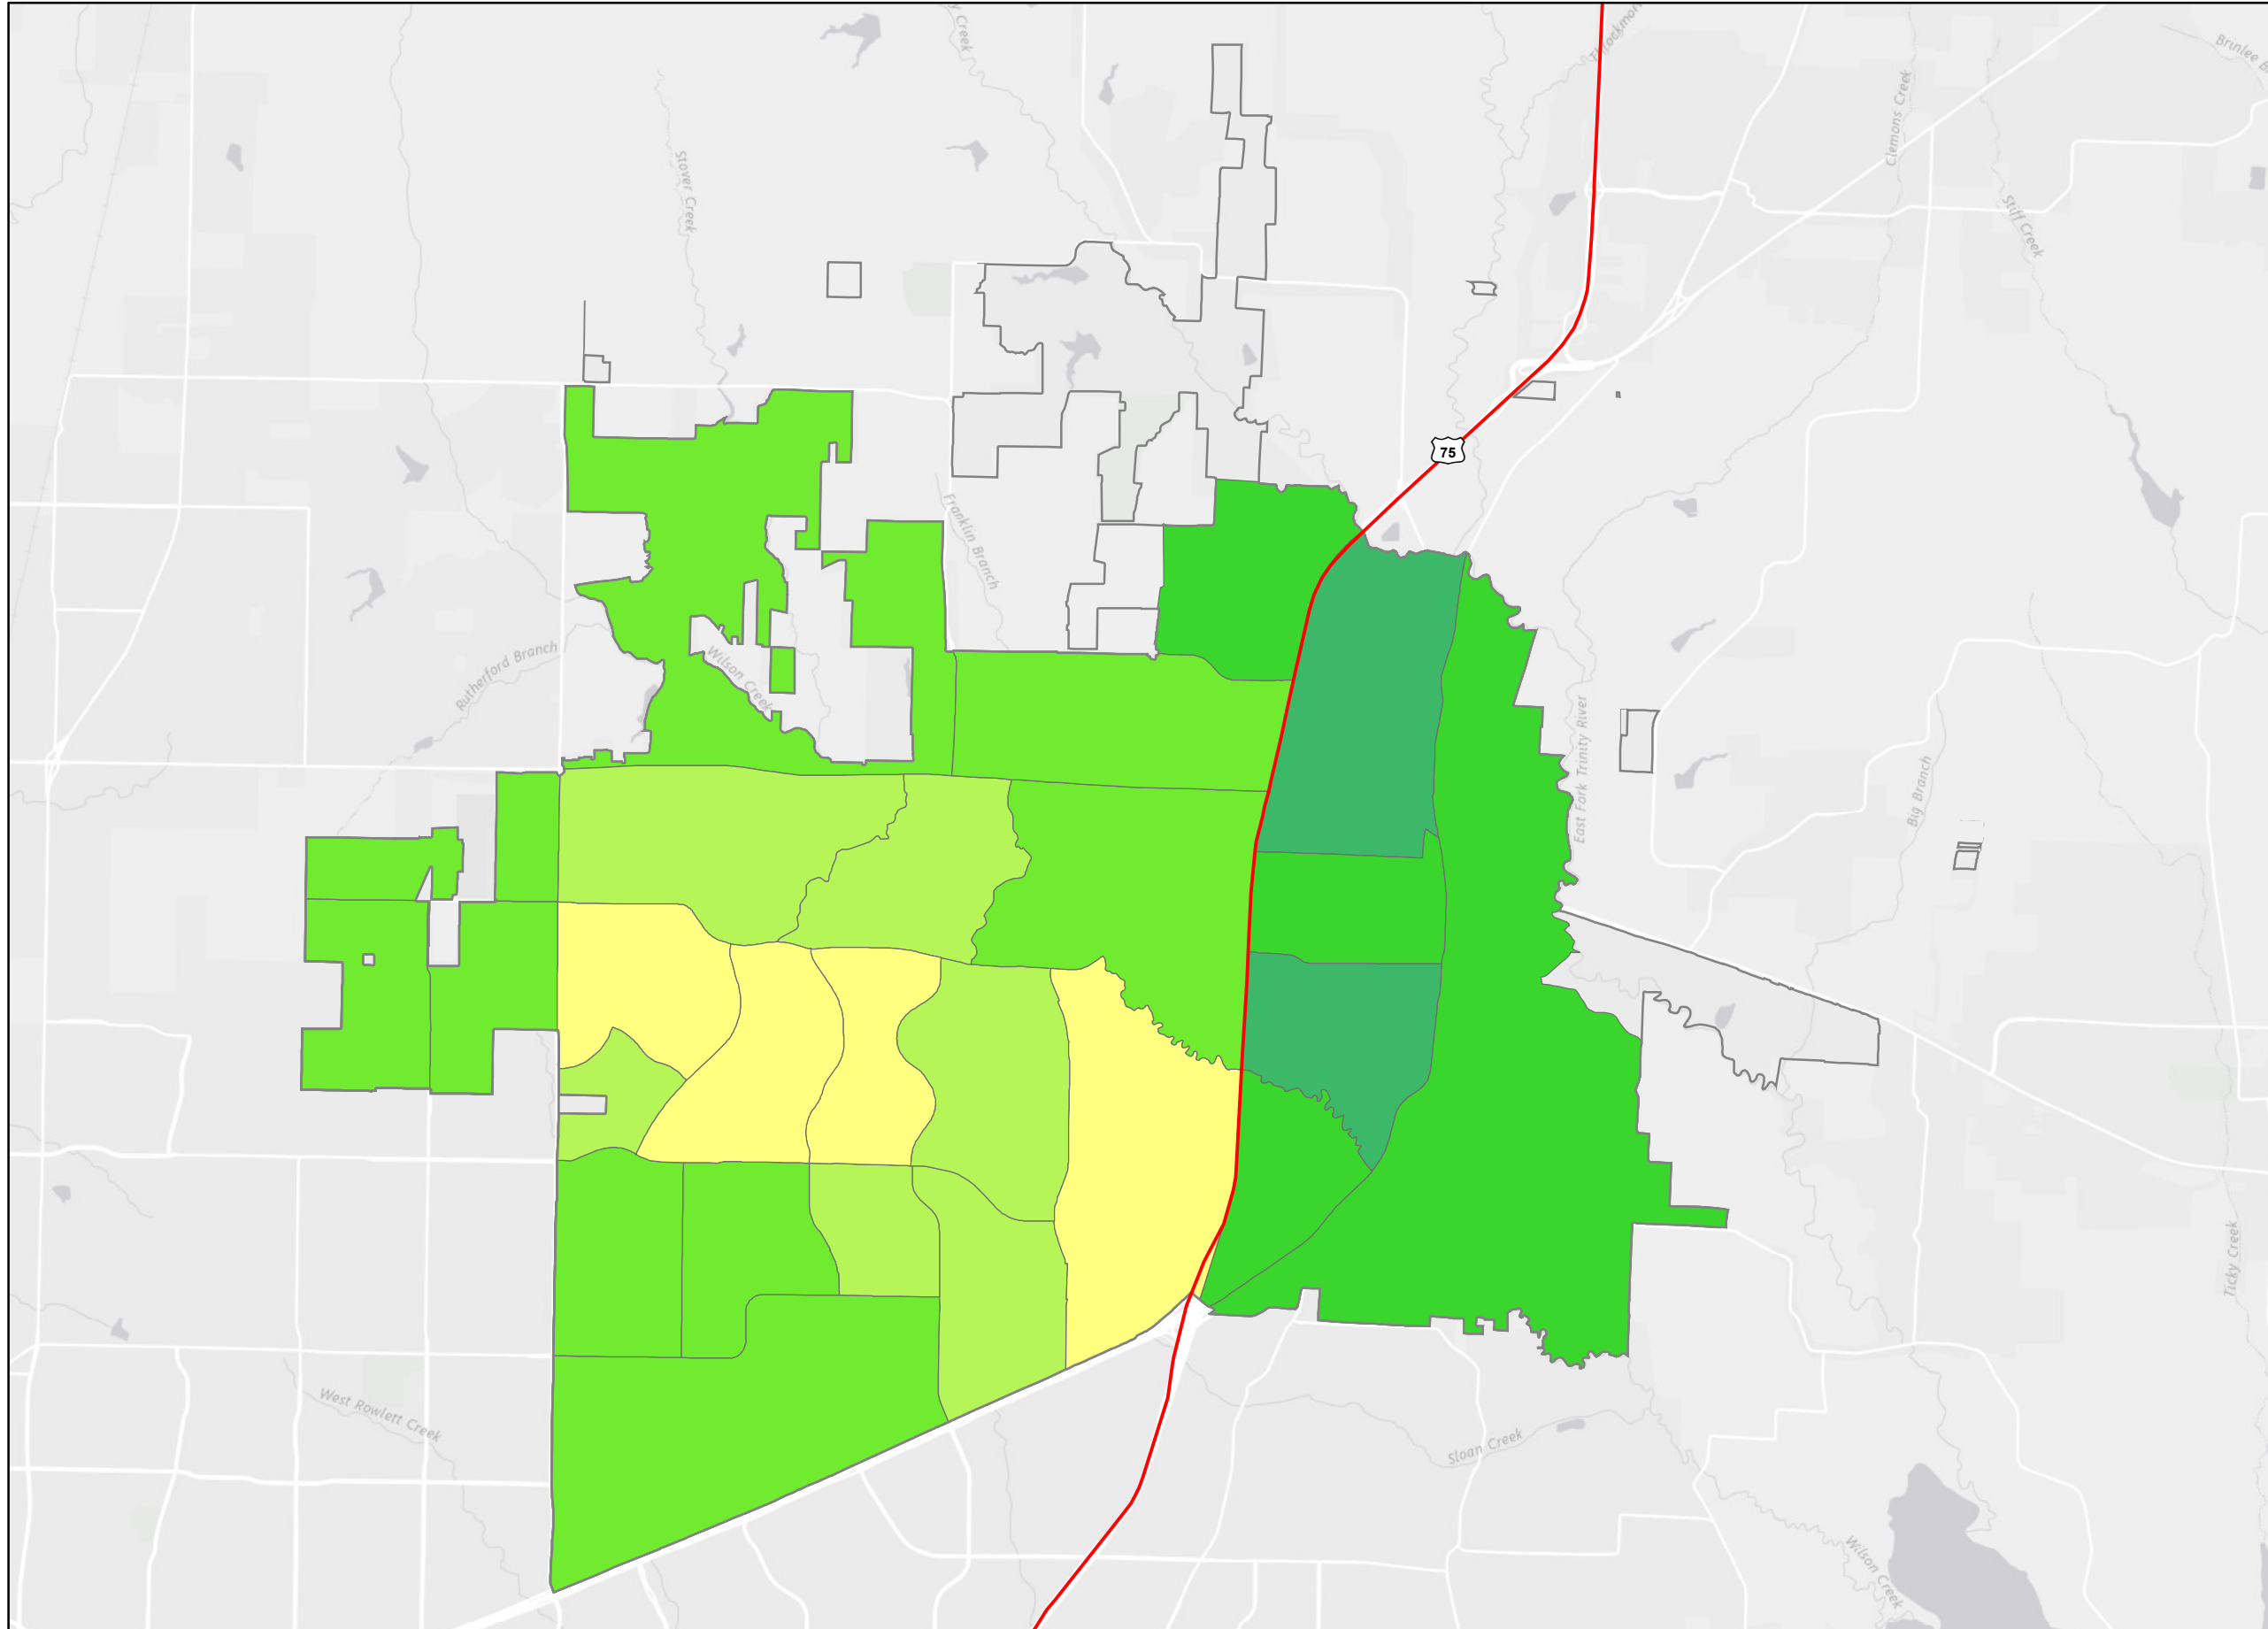 Stover Creek
Clemons Creek
Stiff Creek
75
Franklin Branch
Rutherford Branch
Wilson Creek
East Fork Trinity River
Big Branch
Ticky Creek
West Rowlett Creek
Sloan Creek
Wilson Creek
Creek
Brinlee